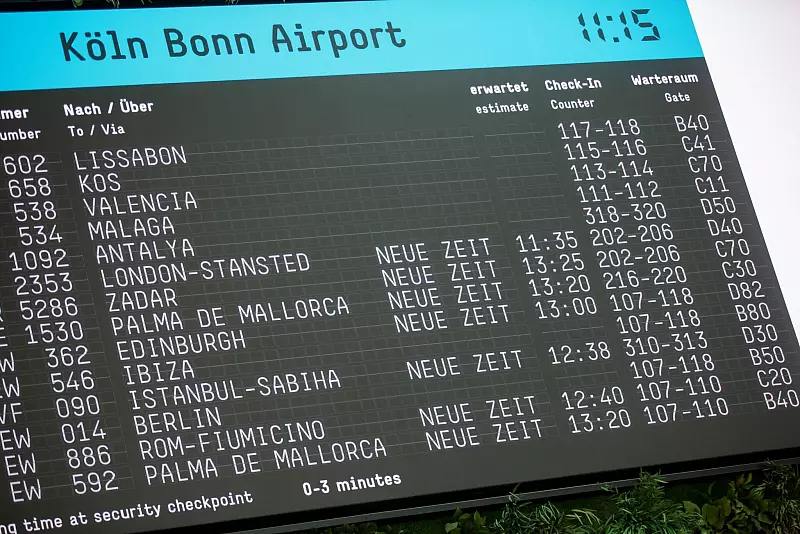 Köln Bonn Airport 11:15
mer Nach / Über erwartet Check-In Warteraum
umber To / Via estimate Counter Gate
602 LISSABON 117-118 B40
658 KOS 115-116 C41
538 VALENCIA 113-114 C70
534 MALAGA 111-112 C11
1092 ANTALYA 318-320 D50
2353 LONDON-STANSTED NEUE ZEIT 11:35 202-206 D40
5286 ZADAR NEUE ZEIT 13:25 202-206 C70
1530 PALMA DE MALLORCA NEUE ZEIT 13:20 216-220 C30
W 362 EDINBURGH NEUE ZEIT 13:00 107-118 D82
EW 546 IBIZA 107-118 B80
VF 090 ISTANBUL-SABIHA NEUE ZEIT 12:38 310-313 D30
EW 014 BERLIN 107-118 B50
EW 886 ROM-FIUMICINO NEUE ZEIT 12:40 107-110 C20
EW 592 PALMA DE MALLORCA NEUE ZEIT 13:20 107-110 B40
ng time at security checkpoint 0-3 minutes